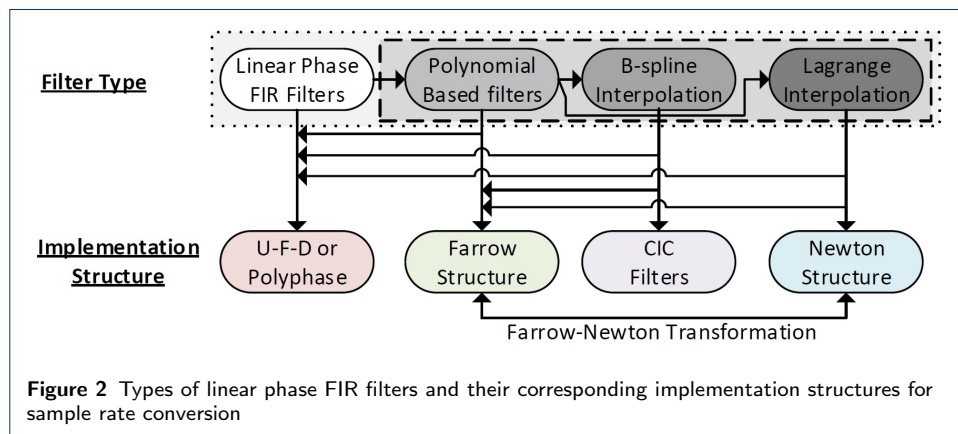 Filter Type
Linear Phase
FIR Filters
Polynomial
Based filters
B-spline
Interpolation
Lagrange
Interpolation
Implementation
Structure
U-F-D or
Polyphase
Farrow
Structure
CIC
Filters
Newton
Structure
Farrow-Newton Transformation
Figure 2 Types of linear phase FIR filters and their corresponding implementation structures for
sample rate conversion